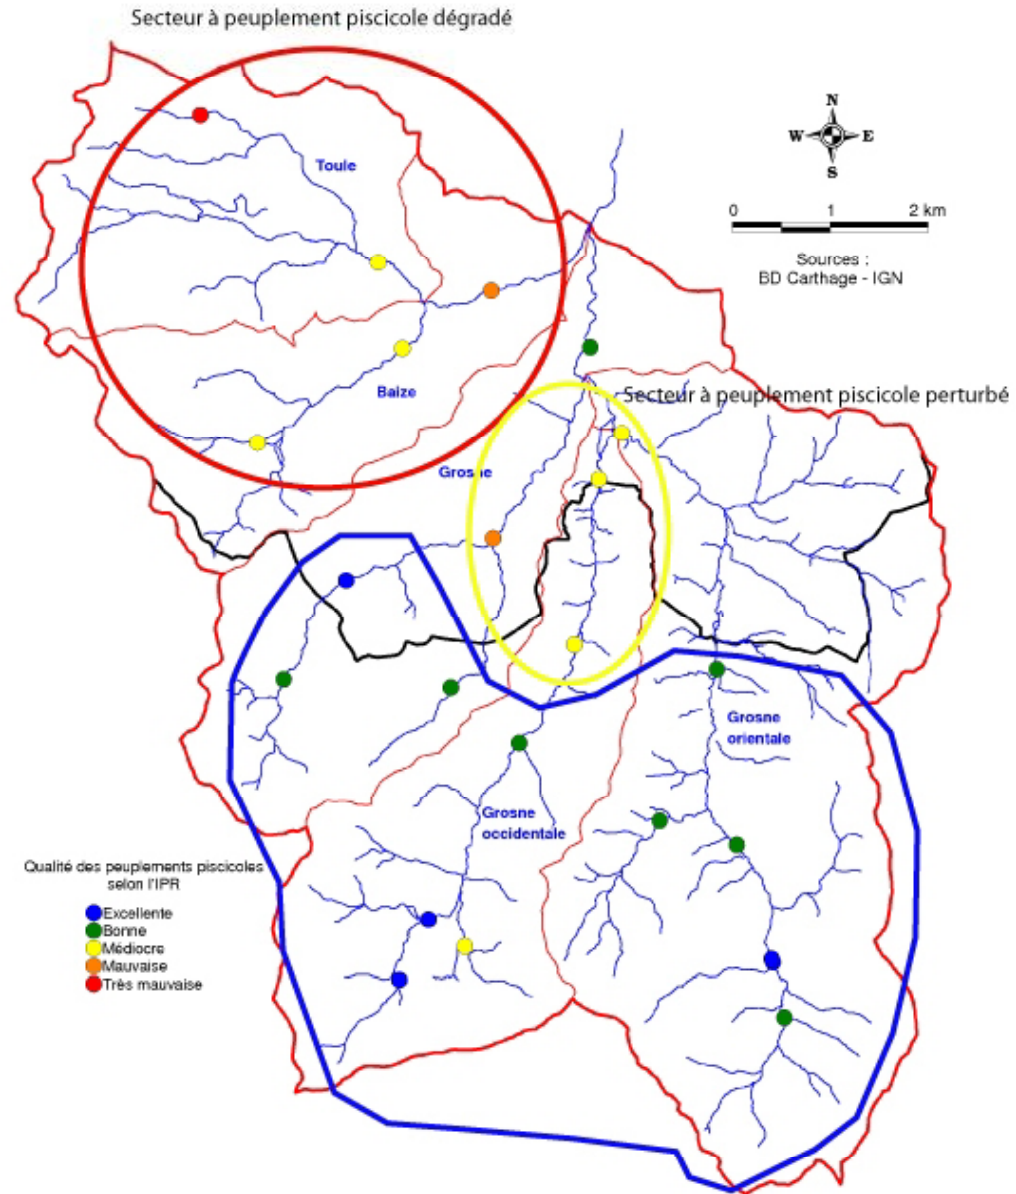 Secteur à peuplement piscicole dégradé
N
W E
S
Toule
0 1 2 km
Sources :
BD Carthage - IGN
Baize
Secteur à peuplement piscicole perturbé
Grosne
Grosne
orientale
Grosne
occidentale
Qualité des peuplements piscicoles
selon l'IPR
Excellente
Bonne
Médiocre
Mauvaise
Très mauvaise